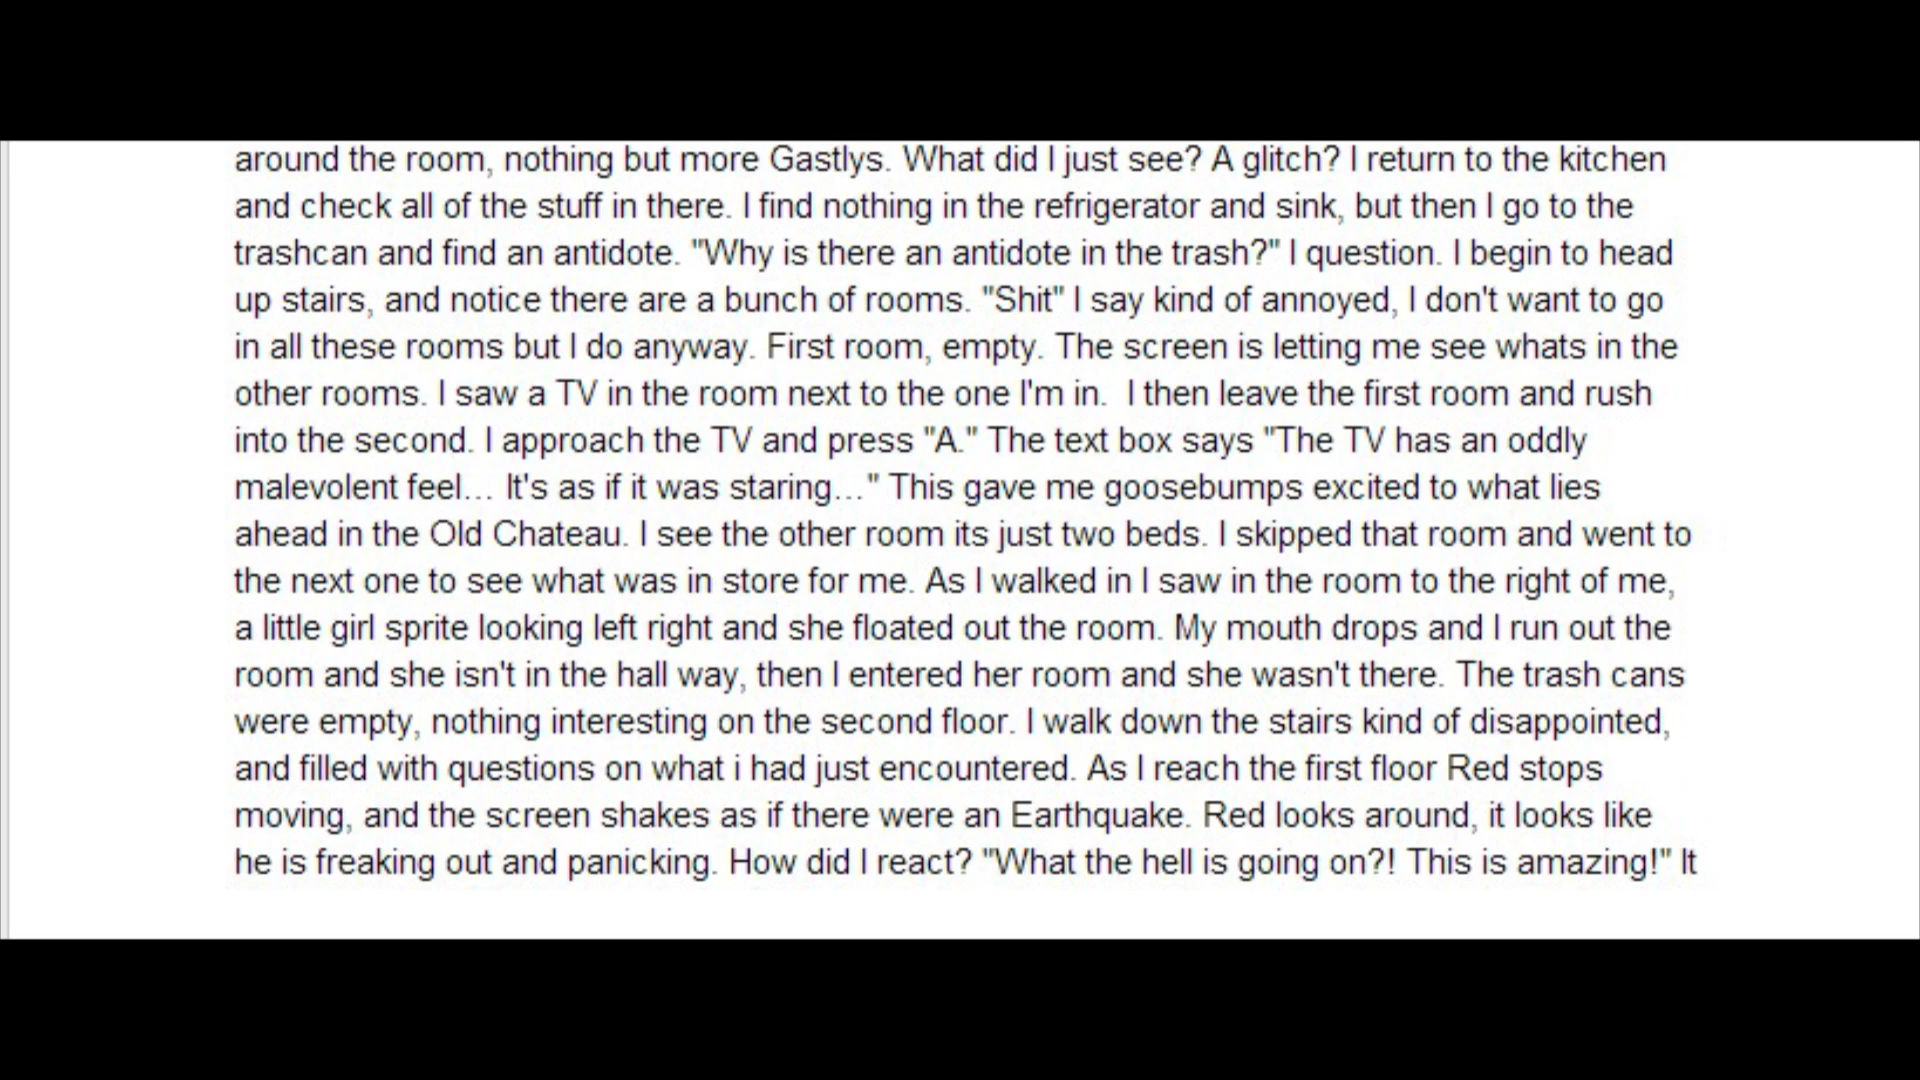 around the room, nothing but more Gastlys. What did I just see? A glitch? I return to the kitchen
and check all of the stuff in there. I find nothing in the refrigerator and sink, but then I go to the
trashcan and find an antidote. "Why is there an antidote in the trash?" I question. I begin to head
up stairs, and notice there are a bunch of rooms. "Shit" I say kind of annoyed, I don't want to go
in all these rooms but I do anyway. First room, empty. The screen is letting me see whats in the
other rooms. I saw a TV in the room next to the one I'm in.  I then leave the first room and rush
into the second. I approach the TV and press "A." The text box says "The TV has an oddly
malevolent feel... It's as if it was staring..." This gave me goosebumps excited to what lies
ahead in the Old Chateau. I see the other room its just two beds. I skipped that room and went to
the next one to see what was in store for me. As I walked in I saw in the room to the right of me,
a little girl sprite looking left right and she floated out the room. My mouth drops and I run out the
room and she isn't in the hall way, then I entered her room and she wasn't there. The trash cans
were empty, nothing interesting on the second floor. I walk down the stairs kind of disappointed,
and filled with questions on what i had just encountered. As I reach the first floor Red stops
moving, and the screen shakes as if there were an Earthquake. Red looks around, it looks like
he is freaking out and panicking. How did I react? "What the hell is going on?! This is amazing!" It